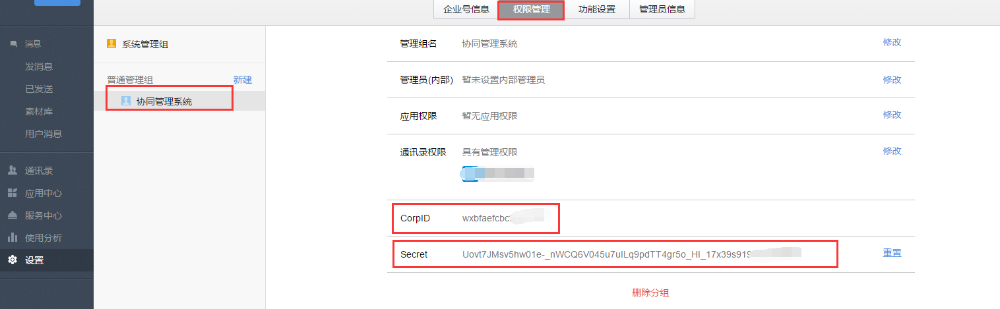 企业号信息 权限管理 功能设置 管理员信息
消息
发消息
已发送
素材库
用户消息
通讯录
应用中心
服务中心
使用分析
设置
系统管理组
普通管理组 新建
协同管理系统
管理组名 协同管理系统 修改
管理员(内部) 暂未设置内部管理员 修改
应用权限 暂无应用权限 修改
通讯录权限 具有管理权限 修改
CorpID wxbfaefcbc
Secret Uovt7JMsv5hw01e-_nWCQ6V045u7uILq9pdTT4gr5o_HI_17x39s919 重置
删除分组